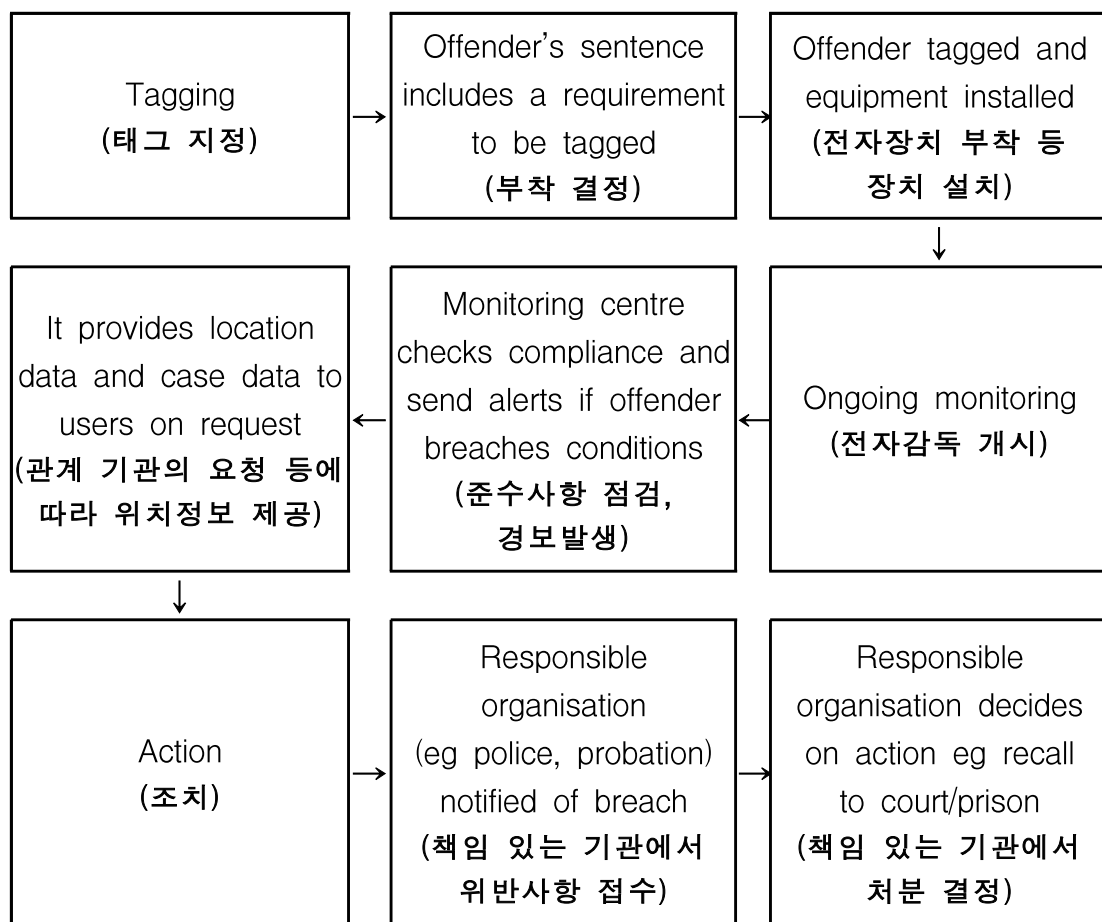 Tagging
(태그 지정)
Offender's sentence
includes a requirement
to be tagged
(부착 결정)
Offender tagged and
equipment installed
(전자장치 부착 등
장치 설치)
Ongoing monitoring
(전자감독 개시)
Monitoring centre
checks compliance and
send alerts if offender
breaches conditions
(준수사항 점검,
경보발생)
It provides location
data and case data to
users on request
(관계 기관의 요청 등에
따라 위치정보 제공)
Action
(조치)
Responsible
organisation
(eg police, probation)
notified of breach
(책임 있는 기관에서
위반사항 접수)
Responsible
organisation decides
on action eg recall
to court/prison
(책임 있는 기관에서
처분 결정)